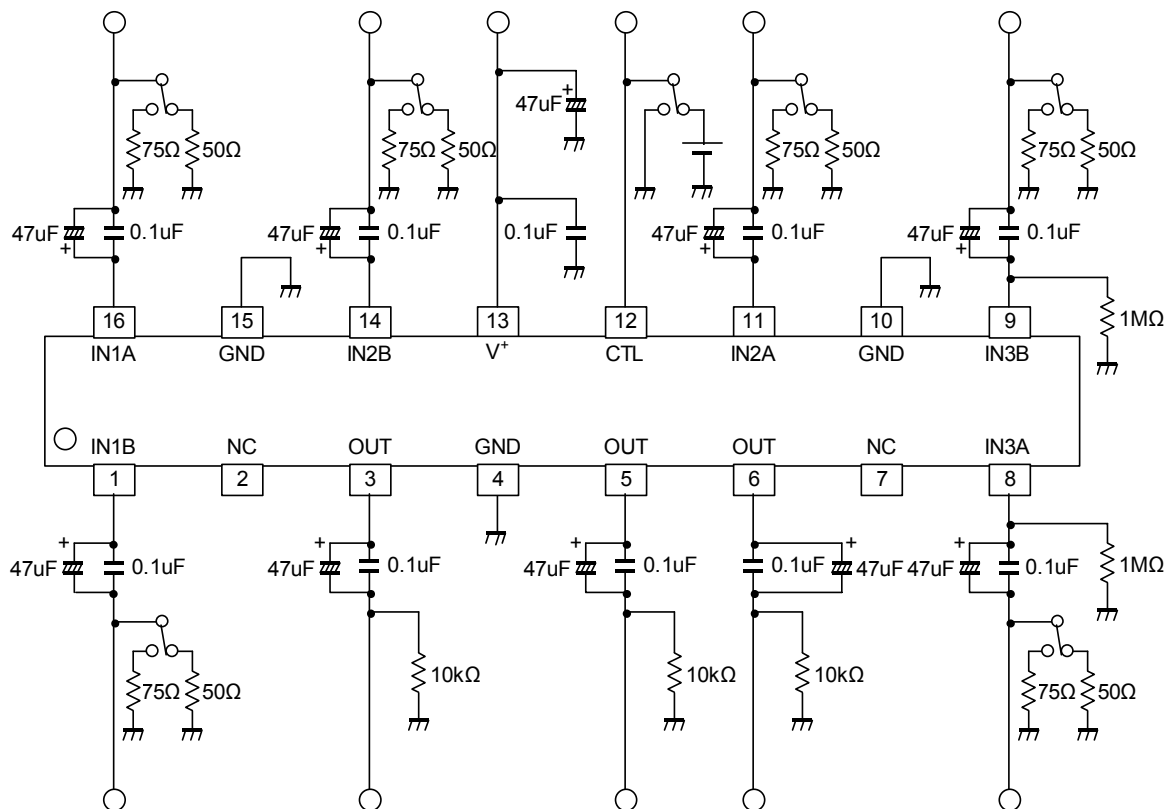 47uF
75Ω 50Ω 75Ω 50Ω 75Ω 50Ω 75Ω 50Ω
47uF 0.1uF 47uF 0.1uF 0.1uF 47uF 0.1uF 47uF 0.1uF
1MΩ
16 15 14 13 12 11 10 9
IN1A GND IN2B V+ CTL IN2A GND IN3B
IN1B NC OUT GND OUT OUT NC IN3A
1 2 3 4 5 6 7 8
+ + + + +
47uF 0.1uF 47uF 0.1uF 47uF 0.1uF 0.1uF 47uF 47uF 0.1uF 1MΩ
75Ω 50Ω 10kΩ 10kΩ 10kΩ 75Ω 50Ω